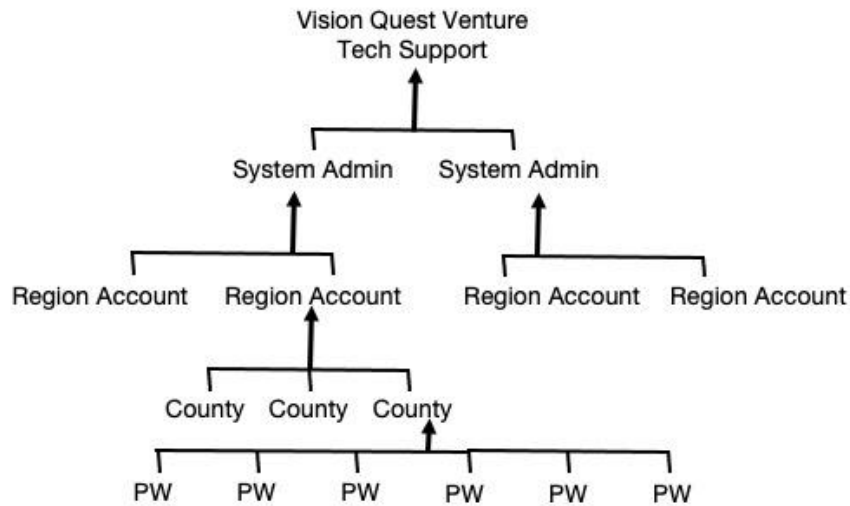 Vision Quest Venture
Tech Support
System Admin System Admin
Region Account Region Account Region Account Region Account
County County County
PW PW PW PW PW PW